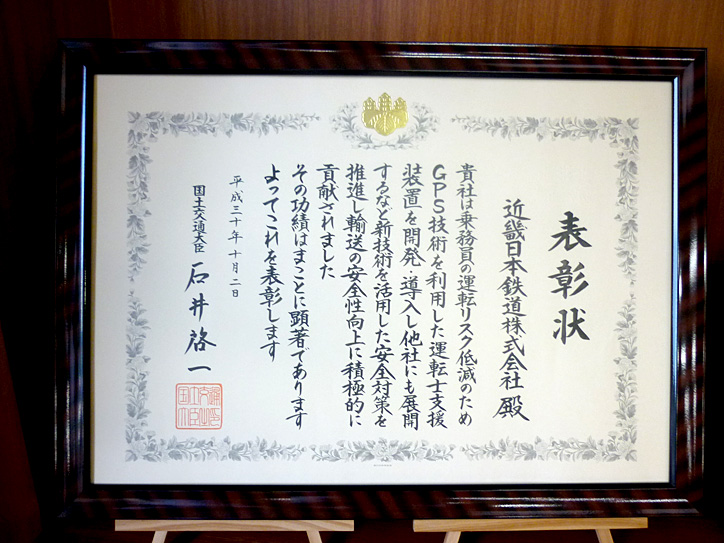 表彰状
近畿日本鉄道株式会社 殿
貴社は乗務員の運転リスク低減のため
GPS技術を利用した運転士支援
装置を開発・導入し他社にも展開
するなど新技術を活用した安全対策を
推進し輸送の安全性向上に積極的に
貢献されました
その功績はまことに顕著であります
よってこれを表彰します
平成三十年十月二日
国土交通大臣 石井啓一